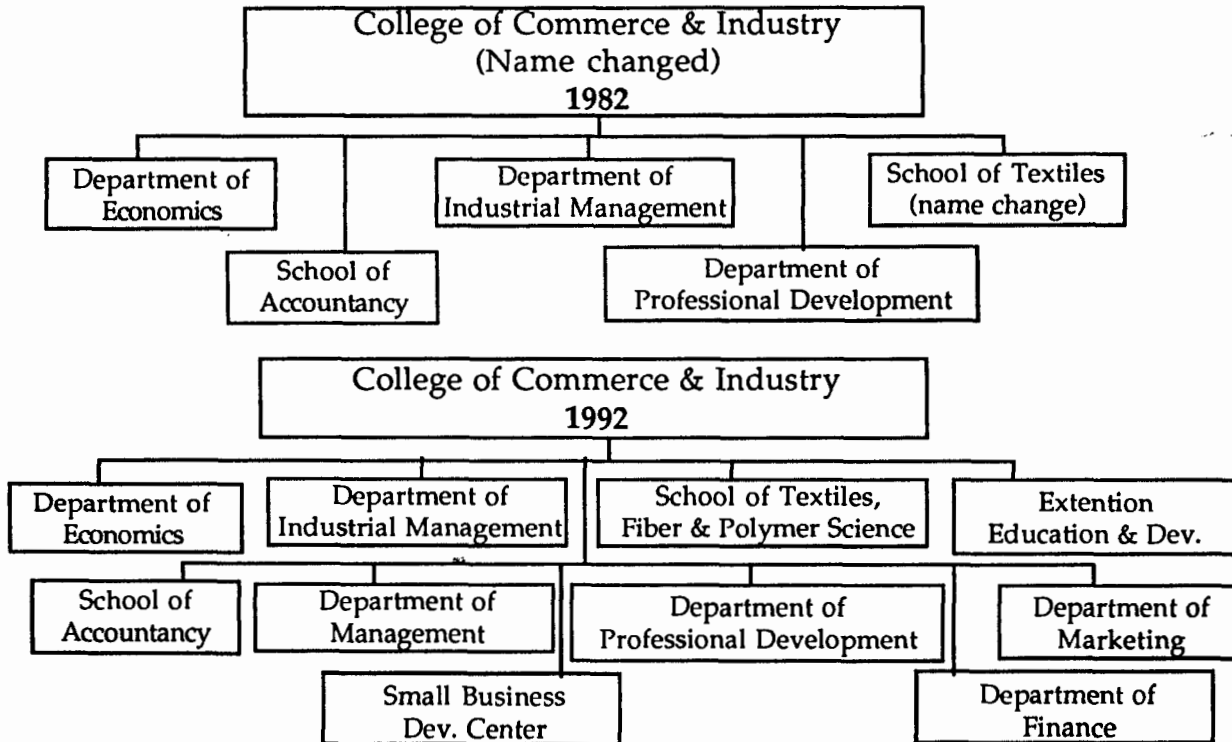 College of Commerce & Industry
(Name changed)
1982
Department of
Economics
Department of
Industrial Management
School of Textiles
(name change)
School of
Accountancy
Department of
Professional Development
College of Commerce & Industry
1992
Department of
Economics
Department of
Industrial Management
School of Textiles,
Fiber & Polymer Science
Extention
Education & Dev.
School of
Accountancy
Department of
Management
Department of
Professional Development
Department of
Marketing
Small Business
Dev. Center
Department of
Finance